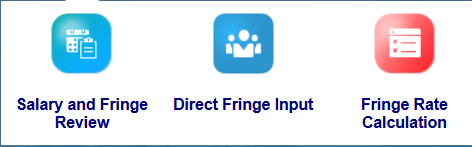 Salary and Fringe
Review
Direct Fringe Input
Fringe Rate
Calculation